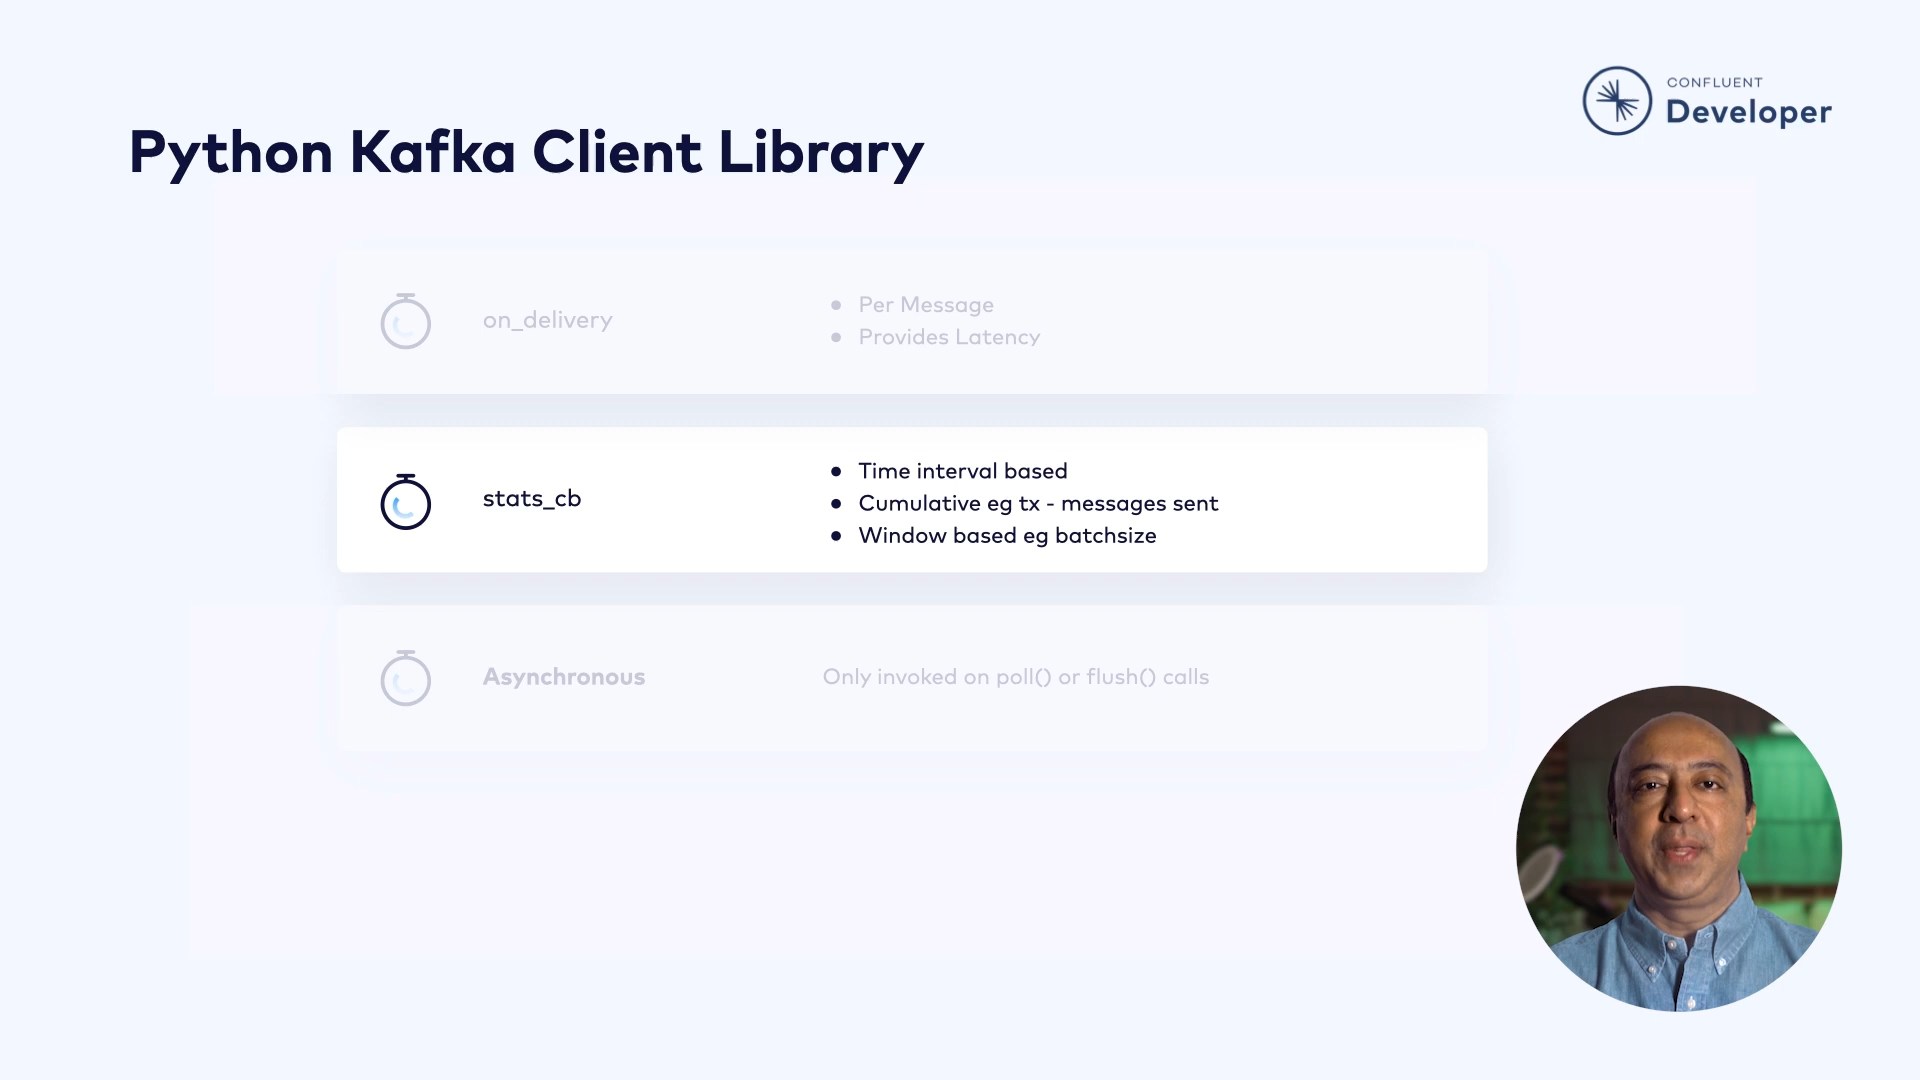 CONFLUENT
Developer
Python Kafka Client Library
on_delivery
• Per Message
• Provides Latency
stats_cb
• Time interval based
• Cumulative eg tx - messages sent
• Window based eg batchsize
Asynchronous
Only invoked on poll() or flush() calls